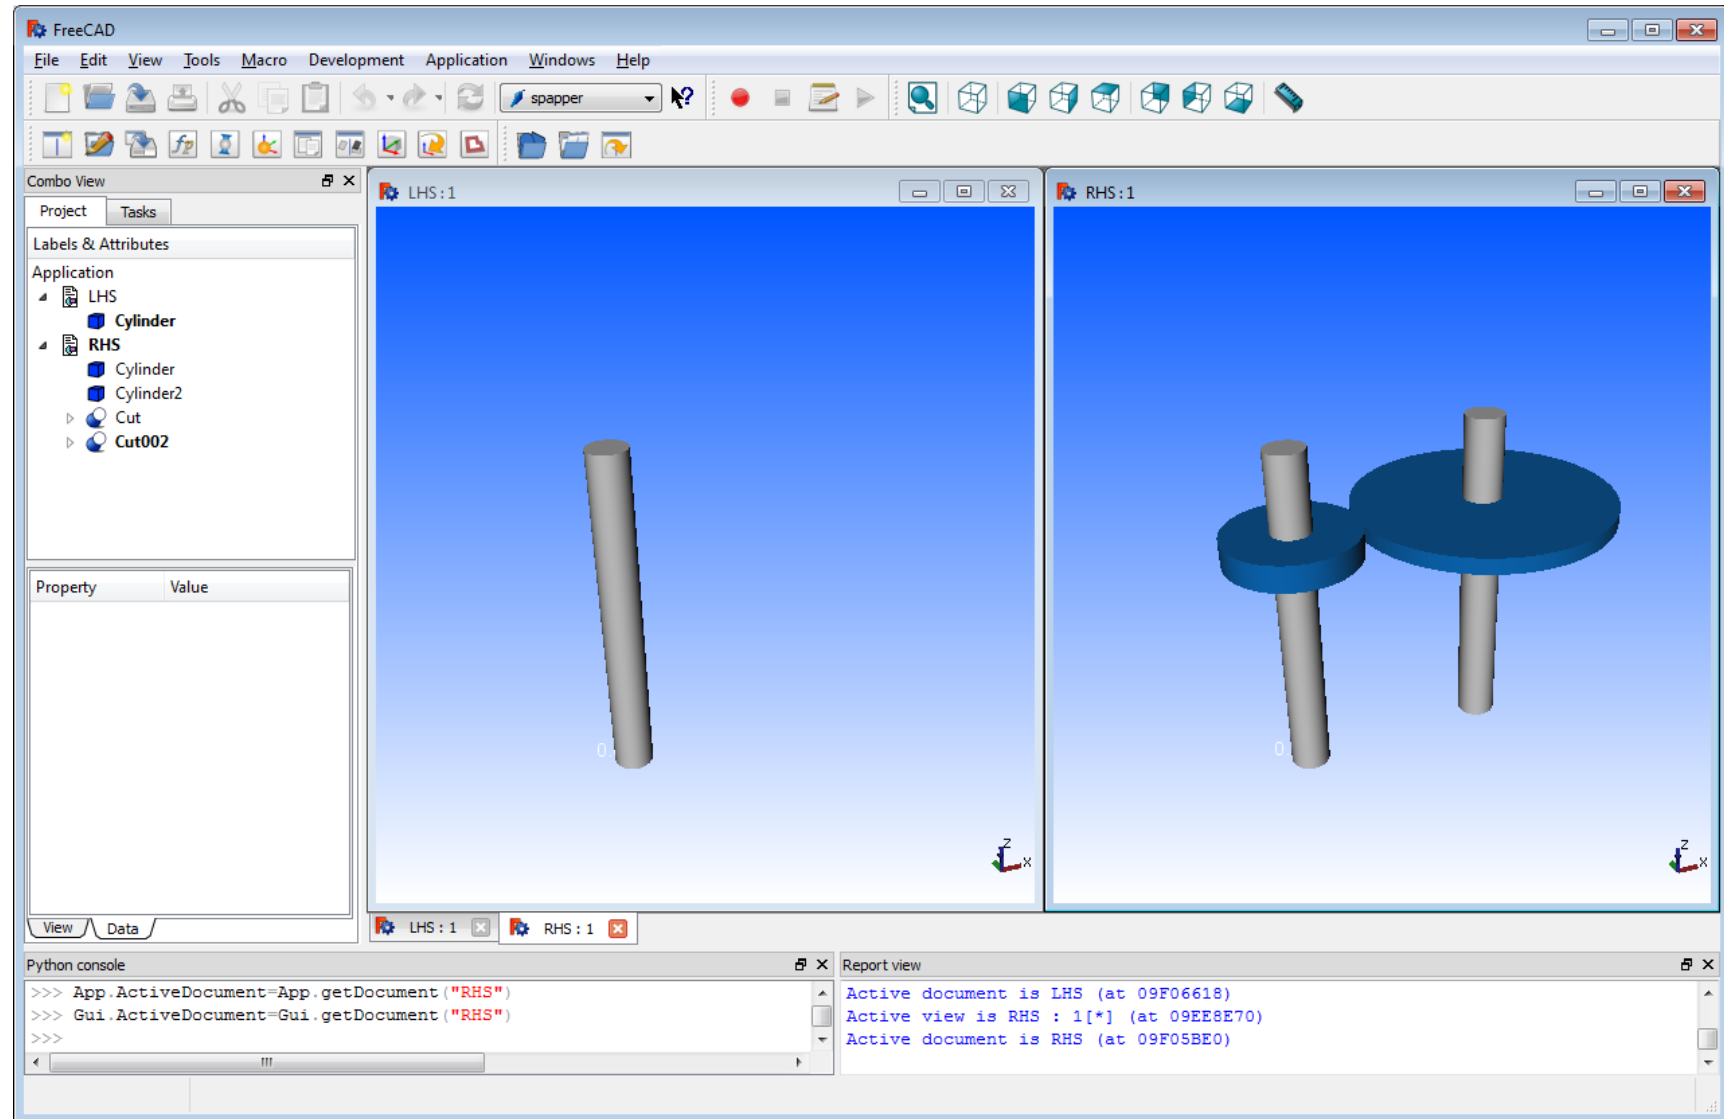 FreeCAD
File Edit View Tools Macro Development Application Windows Help
spapper
Combo View
Project Tasks
Labels & Attributes
Application
LHS
Cylinder
RHS
Cylinder
Cylinder2
Cut
Cut002
Property Value
View Data
LHS : 1
0.
Z
X
RHS : 1
0.
Z
X
LHS : 1 RHS : 1
Python console
>>> App.ActiveDocument=App.getDocument("RHS")
>>> Gui.ActiveDocument=Gui.getDocument("RHS")
>>>
Report view
Active document is LHS (at 09F06618)
Active view is RHS : 1[*] (at 09EE8E70)
Active document is RHS (at 09F05BE0)